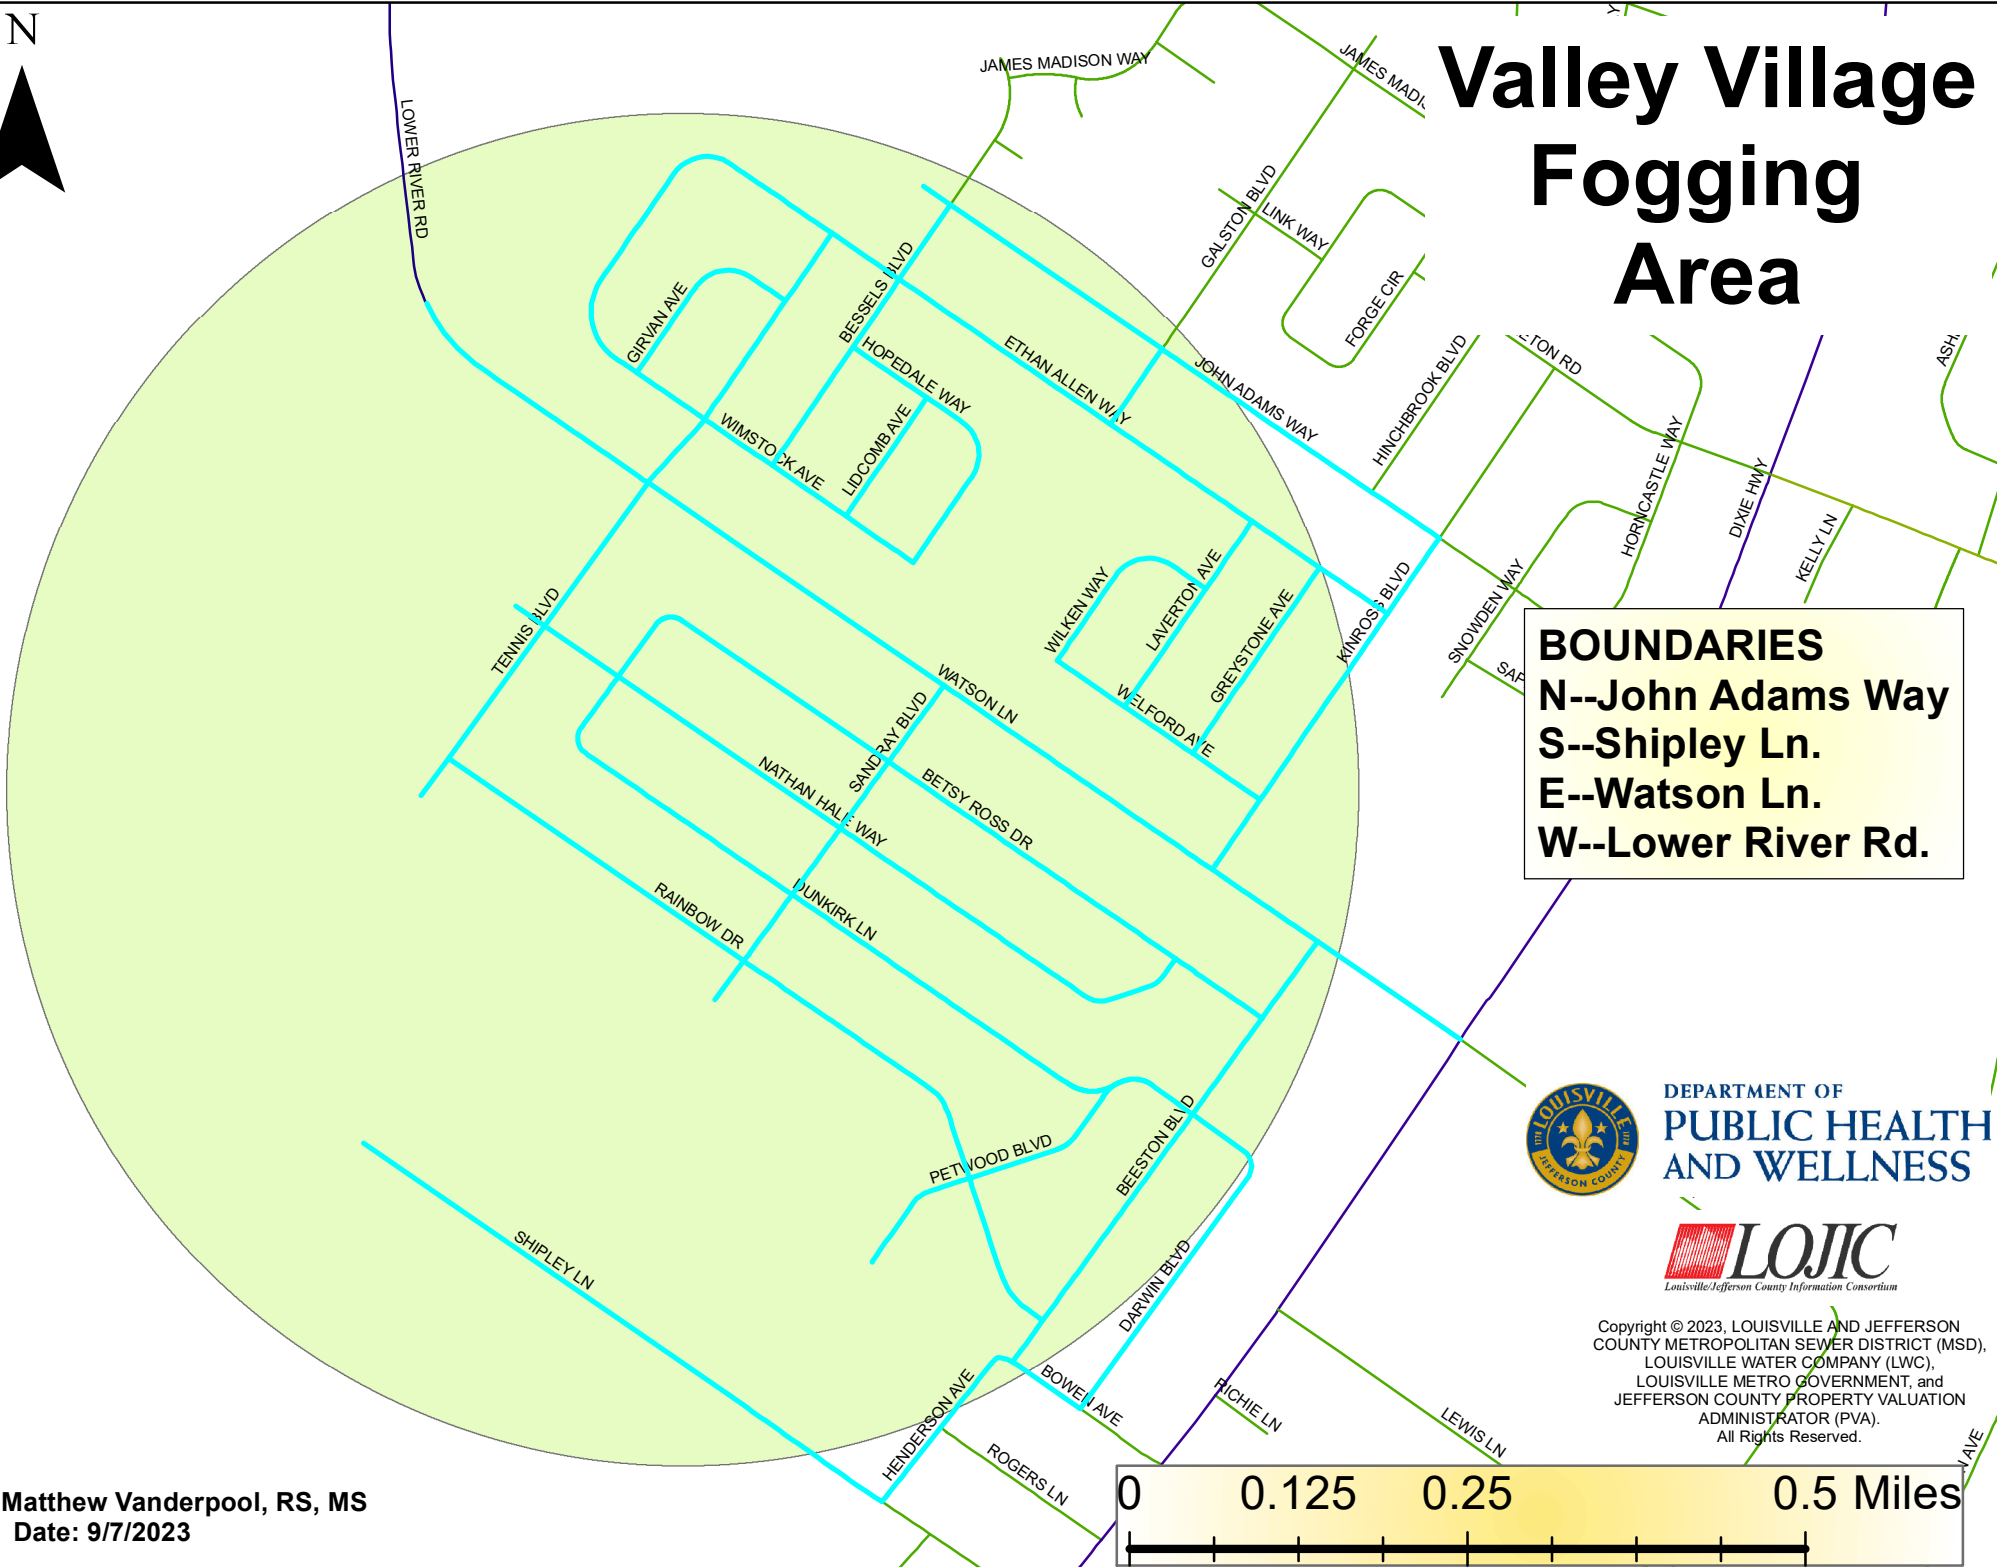 N
Valley Village
Fogging
Area
JAMES MADISON WAY
LOWER RIVER RD
GALSTON BLVD
LINK WAY
FORGE CIR
BESSELS BLVD
GIRVAN AVE
HOPEDALE WAY
ETHAN ALLEN WAY
JOHN ADAMS WAY
HINCHBROOK BLVD
LIDCOMB AVE
WIMSTOCK AVE
HORNCASTLE WAY
DIXIE HWY
KELLY LN
TENNIS BLVD
WILKEN WAY
LAVERTON AVE
GREYSTONE AVE
KINROSS BLVD
SNOWDEN WAY
WELFORD AVE
WATSON LN
SANDRAY BLVD
NATHAN HALE WAY
BETSY ROSS DR
DUNKIRK LN
RAINBOW DR
BOUNDARIES
N--John Adams Way
S--Shipley Ln.
E--Watson Ln.
W--Lower River Rd.
PETWOOD BLVD
BEESTON BLVD
SHIPLEY LN
DARWIN BLVD
HENDERSON AVE
BOWEN AVE
RICHIE LN
ROGERS LN
LEWIS LN
LOUISVILLE
1778
1778
JEFFERSON COUNTY
DEPARTMENT OF
PUBLIC HEALTH
AND WELLNESS
LOJIC
Louisville/Jefferson County Information Consortium
Copyright © 2023, LOUISVILLE AND JEFFERSON
COUNTY METROPOLITAN SEWER DISTRICT (MSD),
LOUISVILLE WATER COMPANY (LWC),
LOUISVILLE METRO GOVERNMENT, and
JEFFERSON COUNTY PROPERTY VALUATION
ADMINISTRATOR (PVA).
All Rights Reserved.
Matthew Vanderpool, RS, MS
Date: 9/7/2023
0 0.125 0.25 0.5 Miles